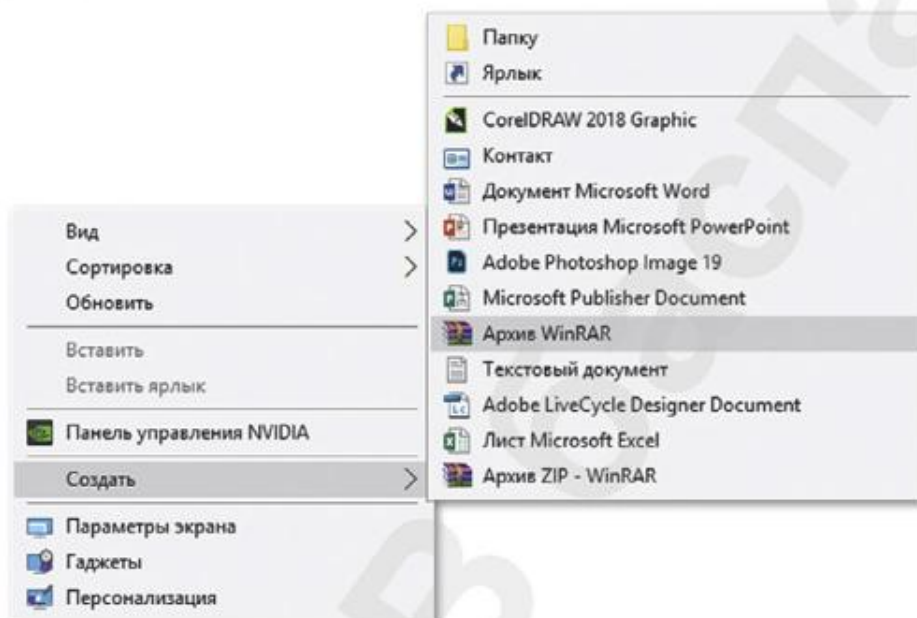 Папку
Ярлык
CorelDRAW 2018 Graphic
Контакт
Документ Microsoft Word
Презентация Microsoft PowerPoint
Adobe Photoshop Image 19
Microsoft Publisher Document
Архив WinRAR
Текстовый документ
Adobe LiveCycle Designer Document
Лист Microsoft Excel
Архив ZIP - WinRAR
Вид
Сортировка
Обновить
Вставить
Вставить ярлык
Панель управления NVIDIA
Создать
Параметры экрана
Гаджеты
Персонализация